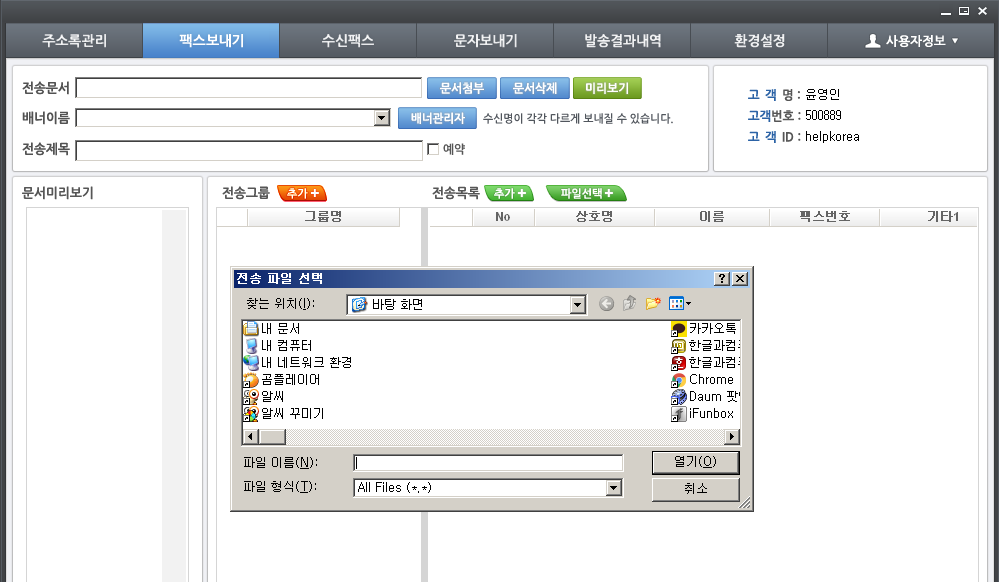 주소록관리 팩스보내기 수신팩스 문자보내기 발송결과내역 환경설정 사용자정보
전송문서 문서첨부 문서삭제 미리보기
배너이름 배너관리자 수신명이 각각 다르게 보내질 수 있습니다.
전송제목 예약
고 객 명 : 윤영인
고객번호 : 500889
고 객 ID : helpkorea
문서미리보기
전송그룹 추가 + 전송목록 추가 + 파일선택 +
그룹명 No 상호명 이름 팩스번호 기타1
전송 파일 선택
찾는 위치(I): 바탕 화면
내 문서
내 컴퓨터
내 네트워크 환경
곰플레이어
알씨
알씨 꾸미기
카카오톡
한글과컴
한글과컴
Chrome
Daum 팟
iFunbox
파일 이름(N): 열기(O)
파일 형식(T): All Files (*.*) 취소